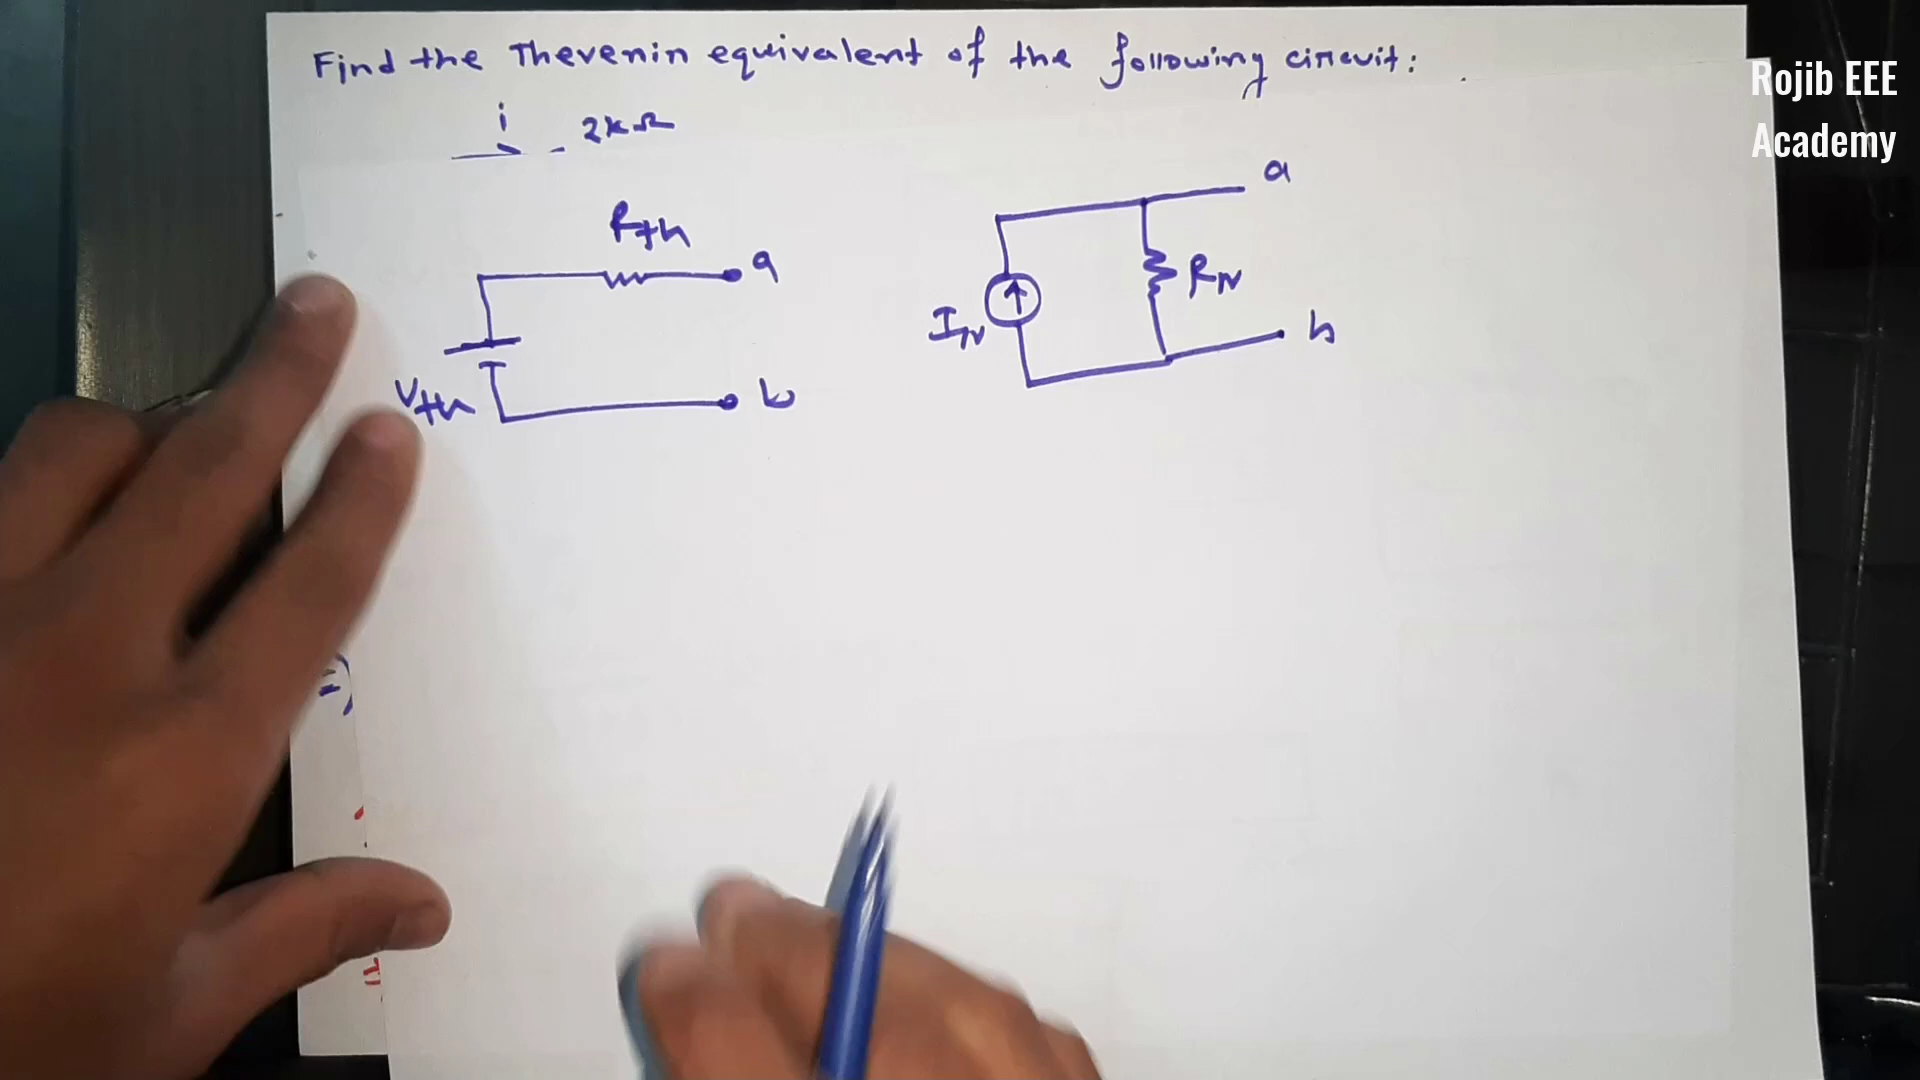 Find the Thevenin equivalent of the following circuit:
Rojib EEE
Academy
i
2kΩ
Rth
a
Vth
b
a
IN
RN
b